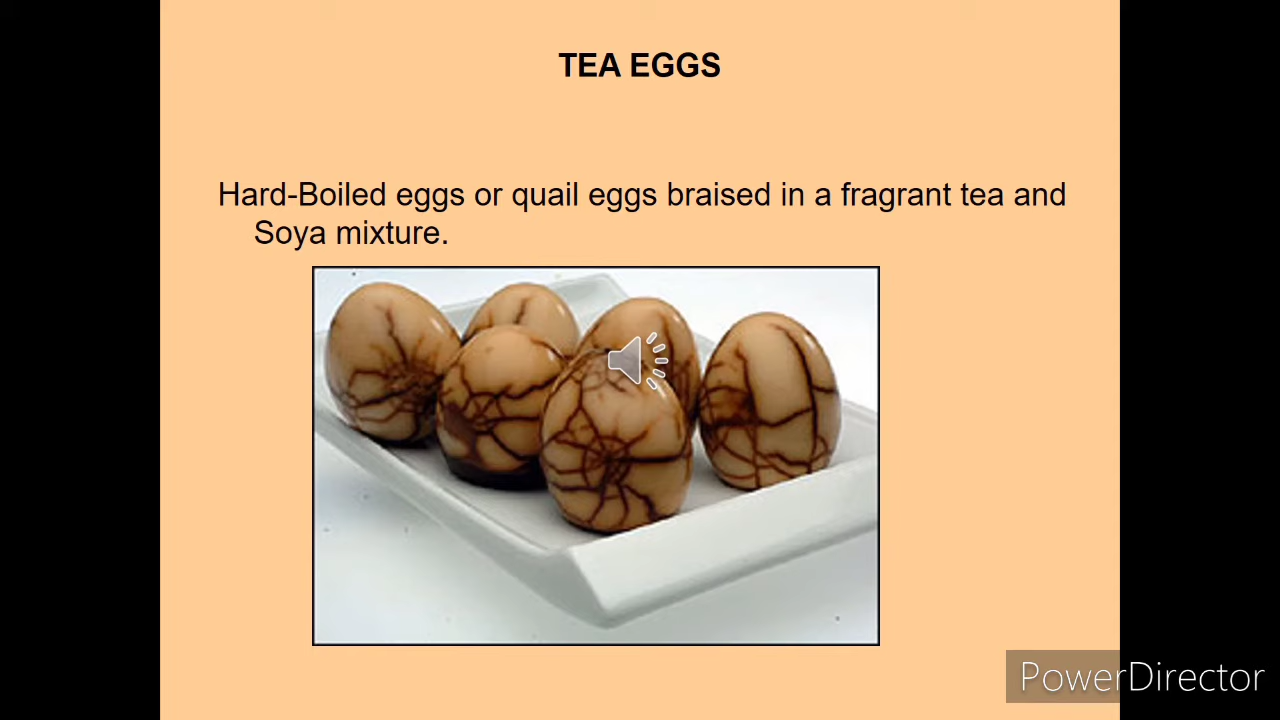 TEA EGGS
Hard-Boiled eggs or quail eggs braised in a fragrant tea and
Soya mixture.
PowerDirector